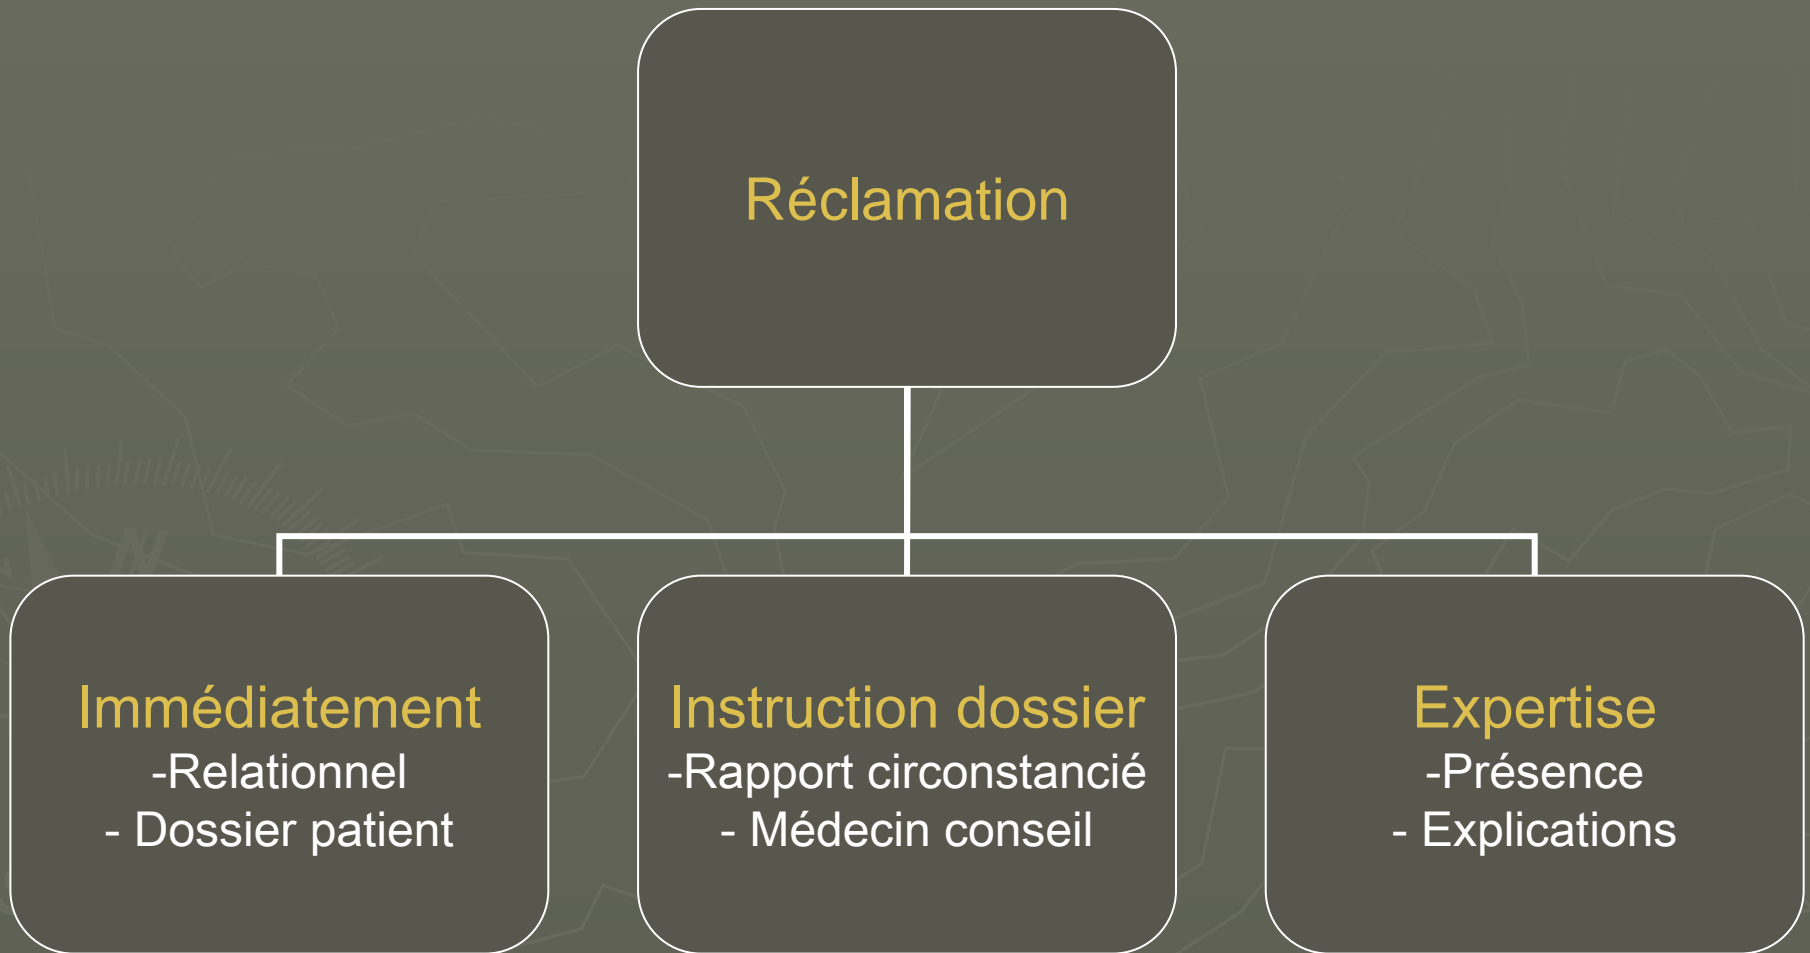 Réclamation
Immédiatement
-Relationnel
- Dossier patient
Instruction dossier
-Rapport circonstancié
- Médecin conseil
Expertise
-Présence
- Explications